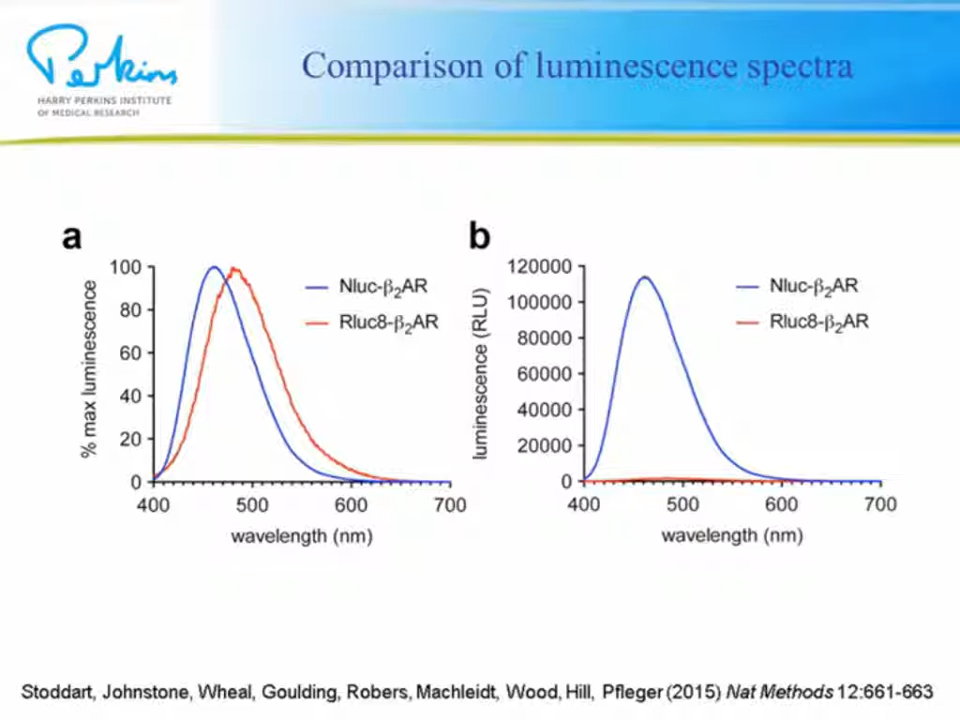 Perkins
HARRY PERKINS INSTITUTE
OF MEDICAL RESEARCH
Comparison of luminescence spectra
a
% max luminescence
100
80
60
40
20
0
400 500 600 700
wavelength (nm)
Nluc-β₂AR
Rluc8-β₂AR
b
luminescence (RLU)
120000
100000
80000
60000
40000
20000
0
400 500 600 700
wavelength (nm)
Nluc-β₂AR
Rluc8-β₂AR
Stoddart, Johnstone, Wheal, Goulding, Robers, Machleidt, Wood, Hill, Pfleger (2015) Nat Methods 12:661-663